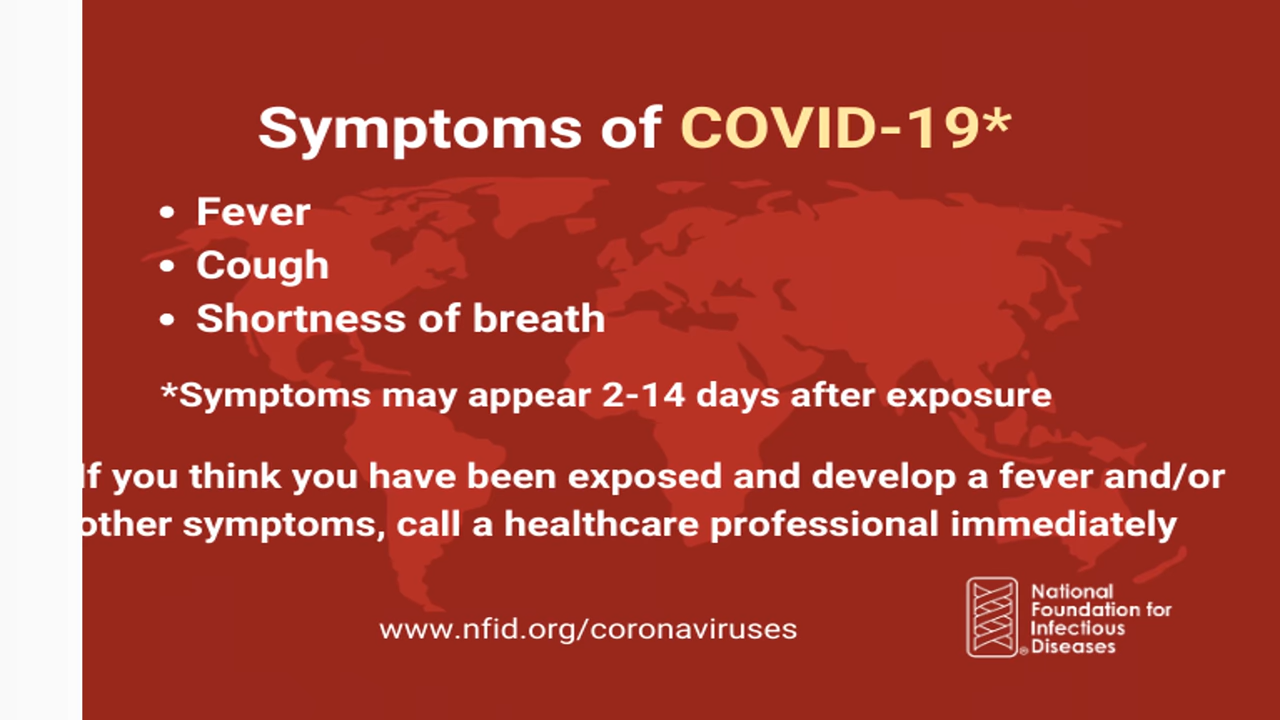 Symptoms of COVID-19*
• Fever
• Cough
• Shortness of breath
*Symptoms may appear 2-14 days after exposure
If you think you have been exposed and develop a fever and/or
other symptoms, call a healthcare professional immediately
www.nfid.org/coronaviruses
National
Foundation for
Infectious
®Diseases